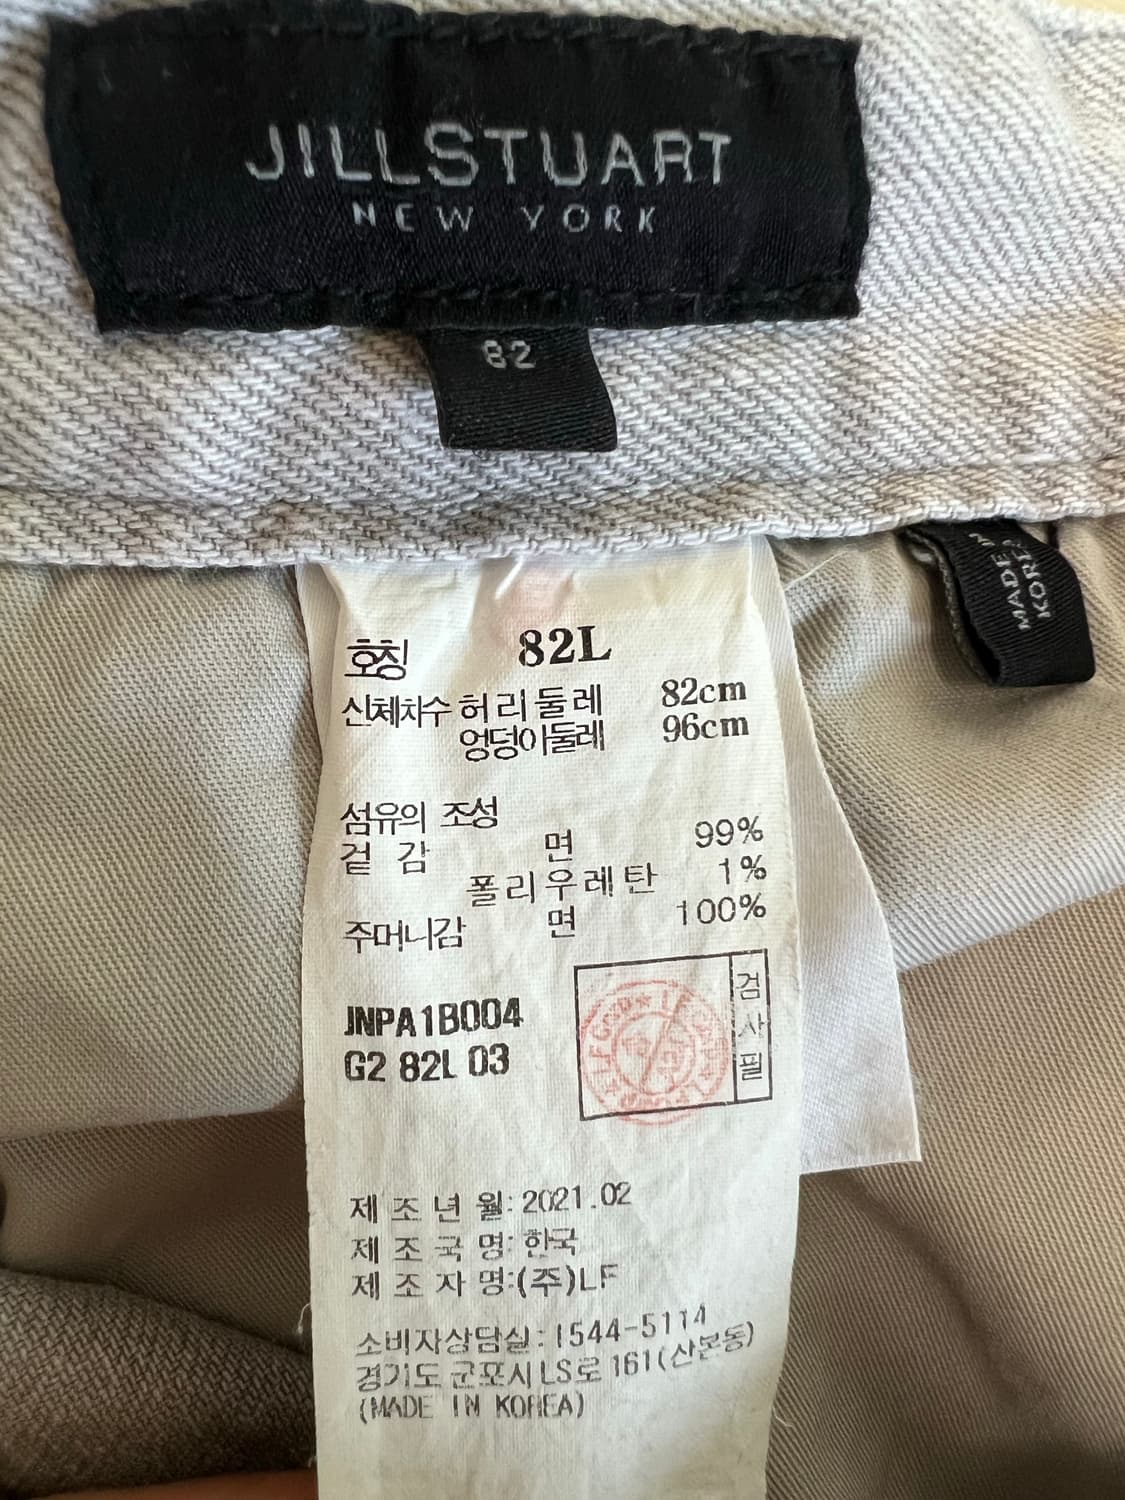 JILLSTUART
NEW YORK
82
MADE IN
KOREA
호칭 82L
신체치수 허리둘레 82cm
엉덩이둘레 96cm
섬유의 조성
겉 감 면 99%
폴리우레탄 1%
주머니감 면 100%
JNPA1B004
G2 82L 03
검사필
제조년월: 2021.02
제조국명: 한국
제조자명:(주)LF
소비자상담실: 1544-5114
경기도 군포시 LS로 161(산본동)
(MADE IN KOREA)